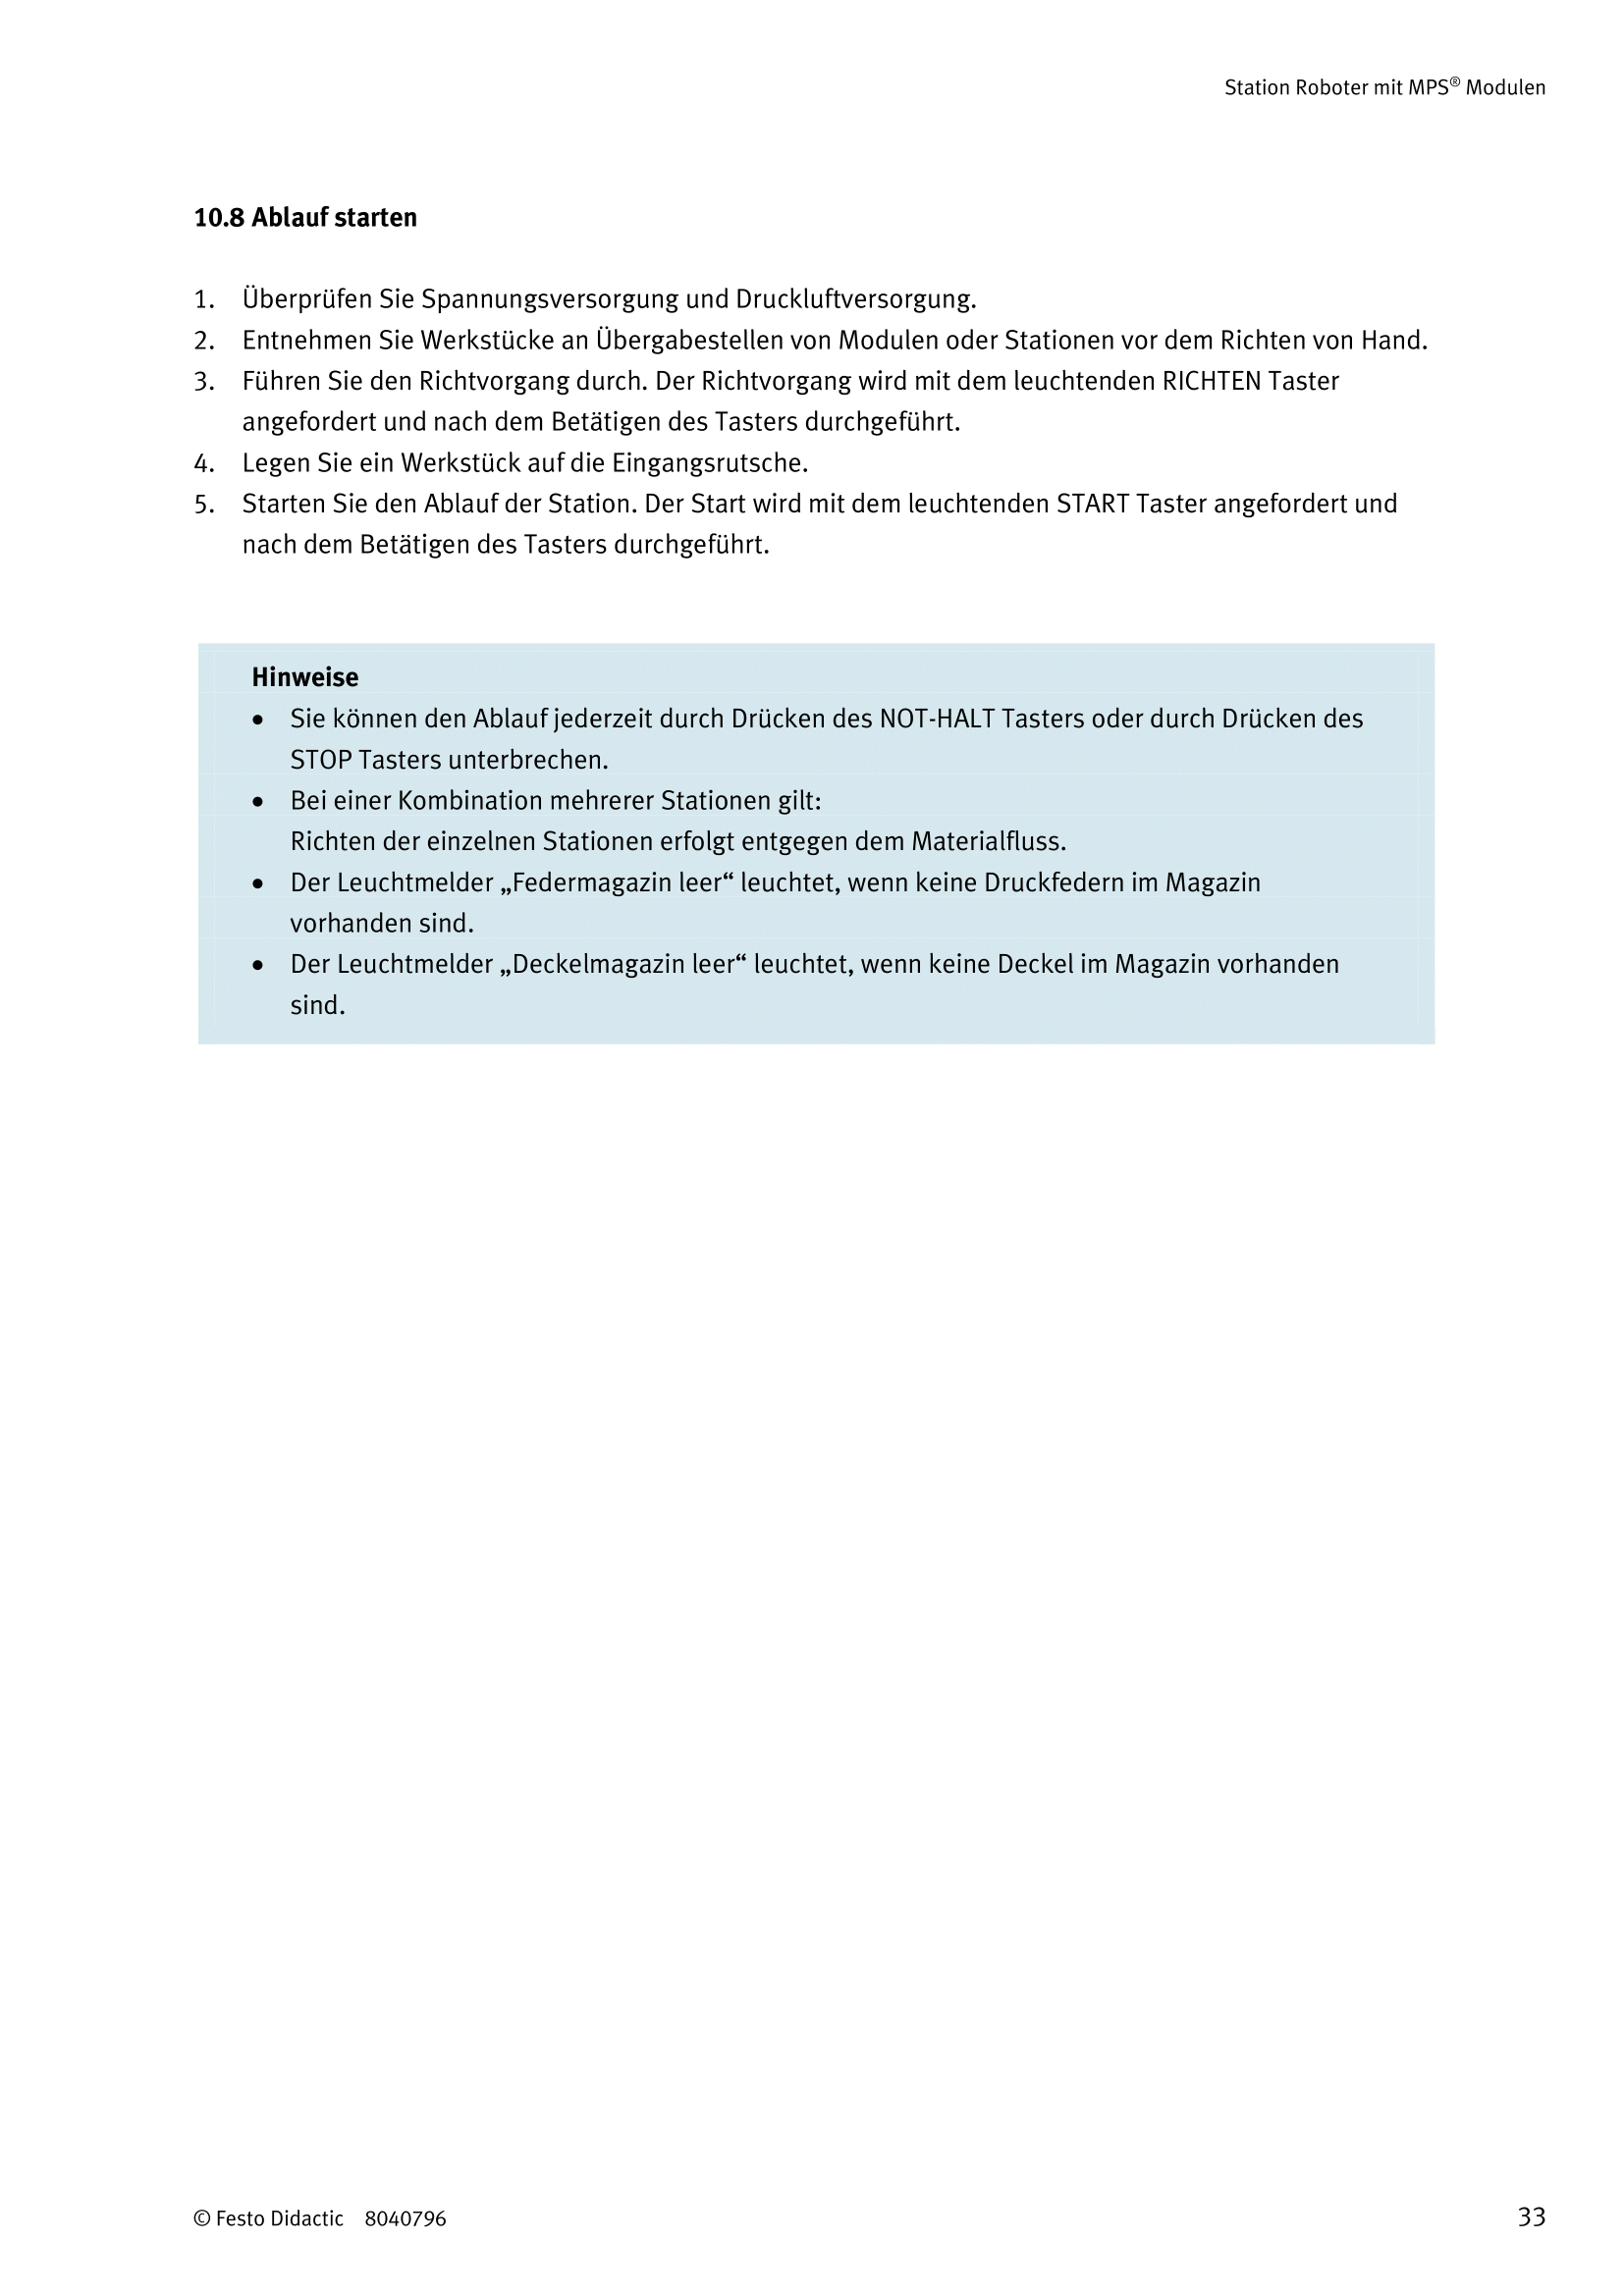 Station Roboter mit MPS® Modulen
10.8 Ablauf starten
1. Überprüfen Sie Spannungsversorgung und Druckluftversorgung.
2. Entnehmen Sie Werkstücke an Übergabestellen von Modulen oder Stationen vor dem Richten von Hand.
3. Führen Sie den Richtvorgang durch. Der Richtvorgang wird mit dem leuchtenden RICHTEN Taster
angefordert und nach dem Betätigen des Tasters durchgeführt.
4. Legen Sie ein Werkstück auf die Eingangsrutsche.
5. Starten Sie den Ablauf der Station. Der Start wird mit dem leuchtenden START Taster angefordert und
nach dem Betätigen des Tasters durchgeführt.
Hinweise
• Sie können den Ablauf jederzeit durch Drücken des NOT-HALT Tasters oder durch Drücken des
STOP Tasters unterbrechen.
• Bei einer Kombination mehrerer Stationen gilt:
Richten der einzelnen Stationen erfolgt entgegen dem Materialfluss.
• Der Leuchtmelder „Federmagazin leer“ leuchtet, wenn keine Druckfedern im Magazin
vorhanden sind.
• Der Leuchtmelder „Deckelmagazin leer“ leuchtet, wenn keine Deckel im Magazin vorhanden
sind.
© Festo Didactic 8040796
33